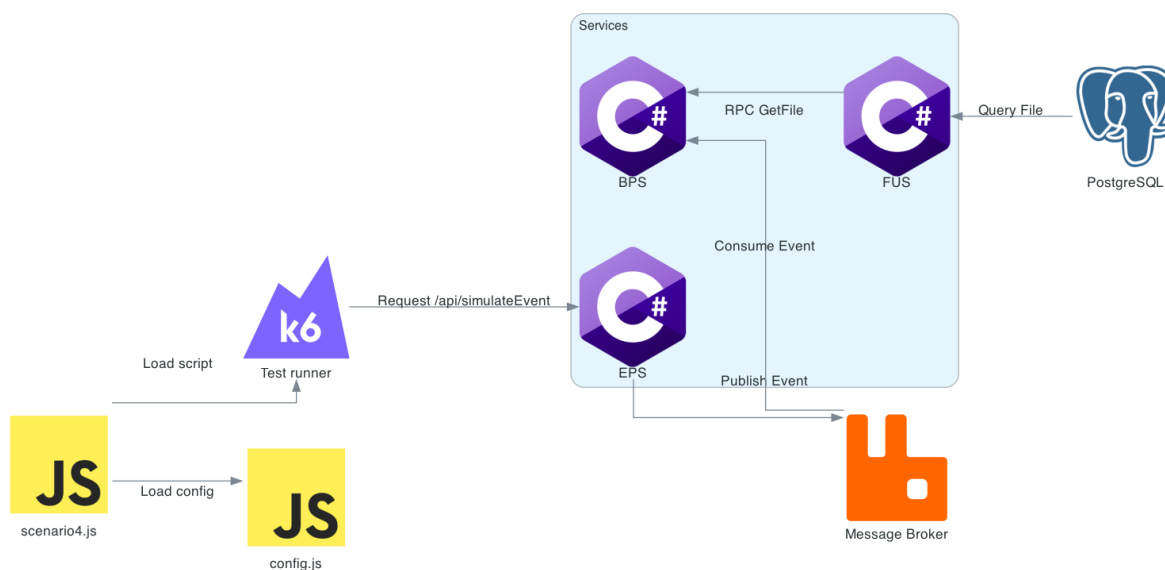 Services
C#
C#
RPC GetFile
Query File
BPS
FUS
PostgreSQL
Consume Event
C#
k6
Request /api/simulateEvent
Load script
Test runner
EPS
Publish Event
JS
JS
Load config
scenario4.js
Message Broker
config.js